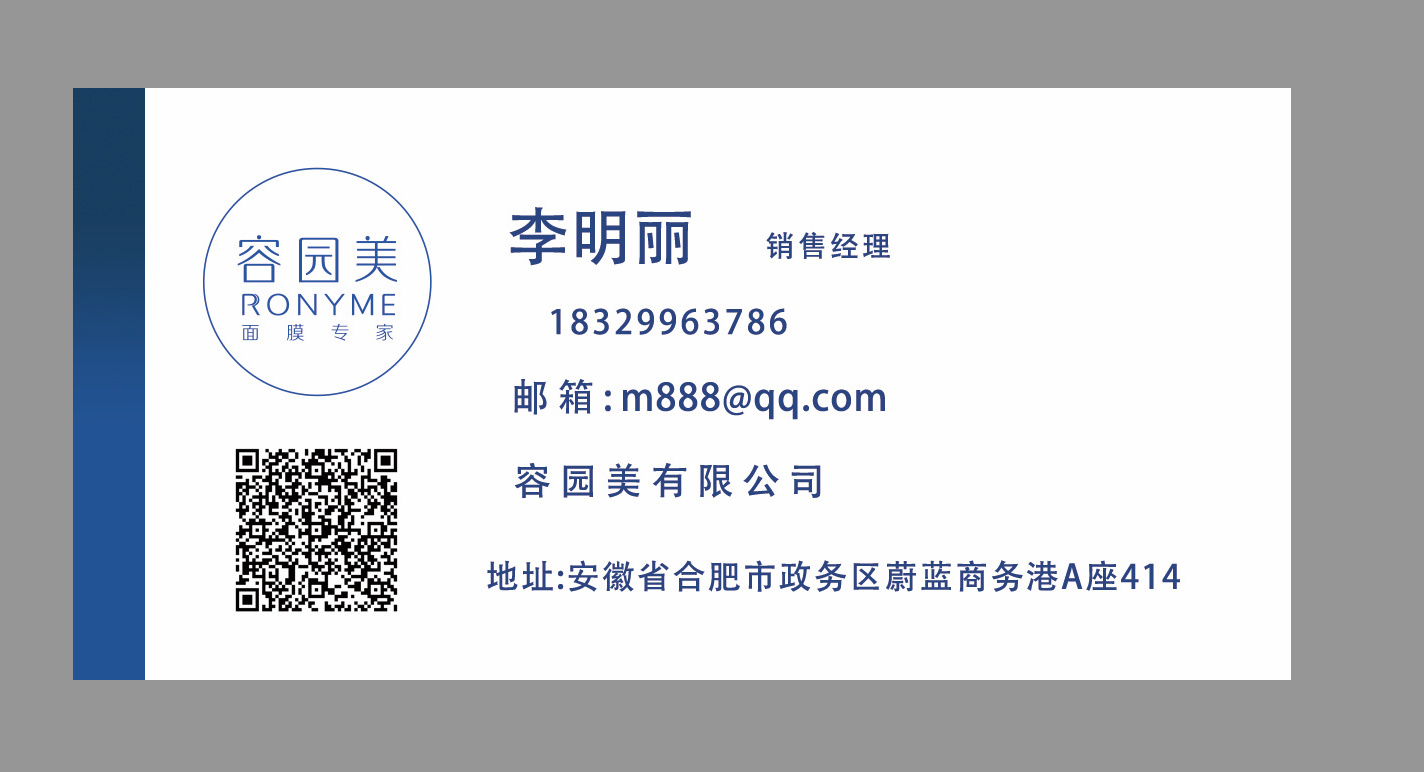 容园美
RONYME
面膜专家
李明丽 销售经理
18329963786
邮箱:m888@qq.com
容园美有限公司
地址:安徽省合肥市政务区蔚蓝商务港A座414